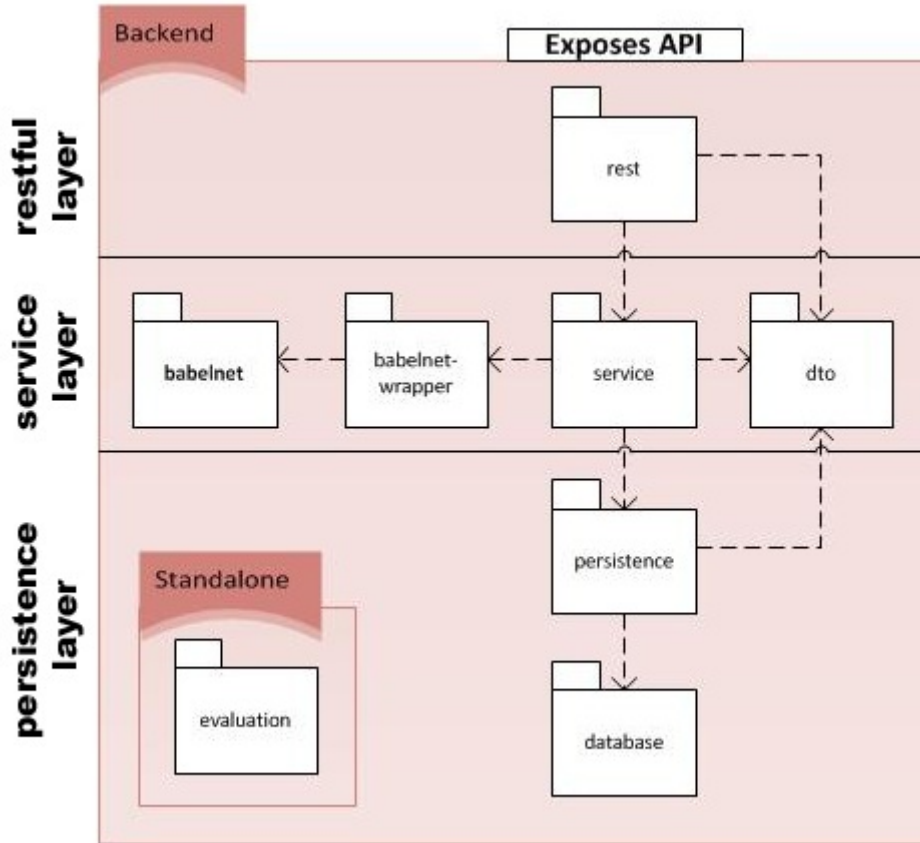 Backend
Exposes API
restful
layer
rest
service
layer
babelnet
babelnet-
wrapper
service
dto
persistence
layer
persistence
Standalone
evaluation
database